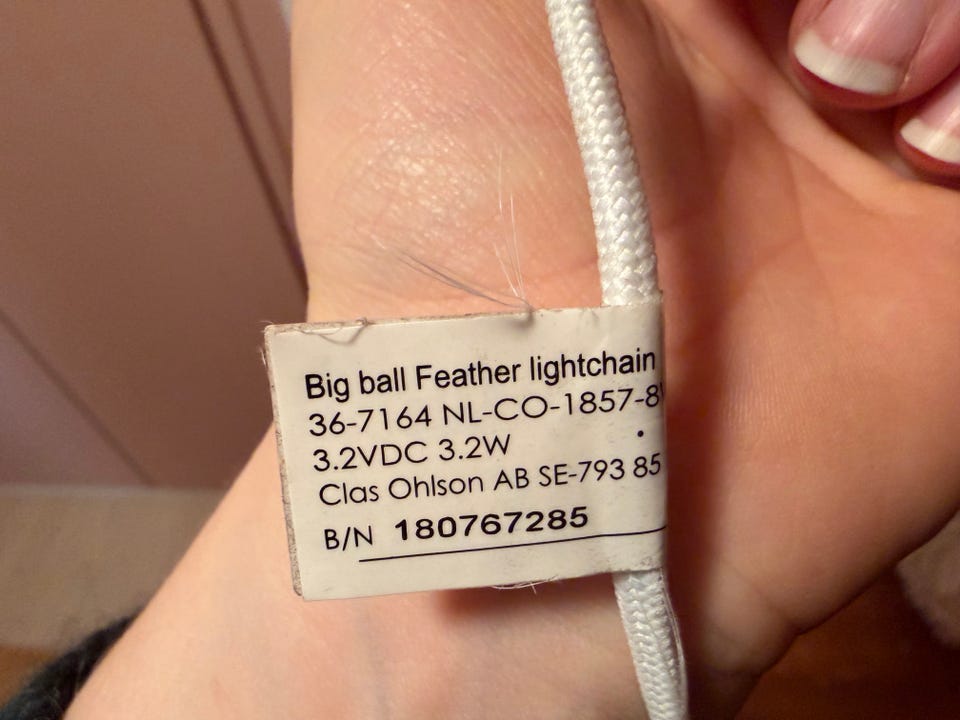 Big ball Feather lightchain
36-7164 NL-CO-1857-8
3.2VDC 3.2W
Clas Ohlson AB SE-793 85
B/N 180767285